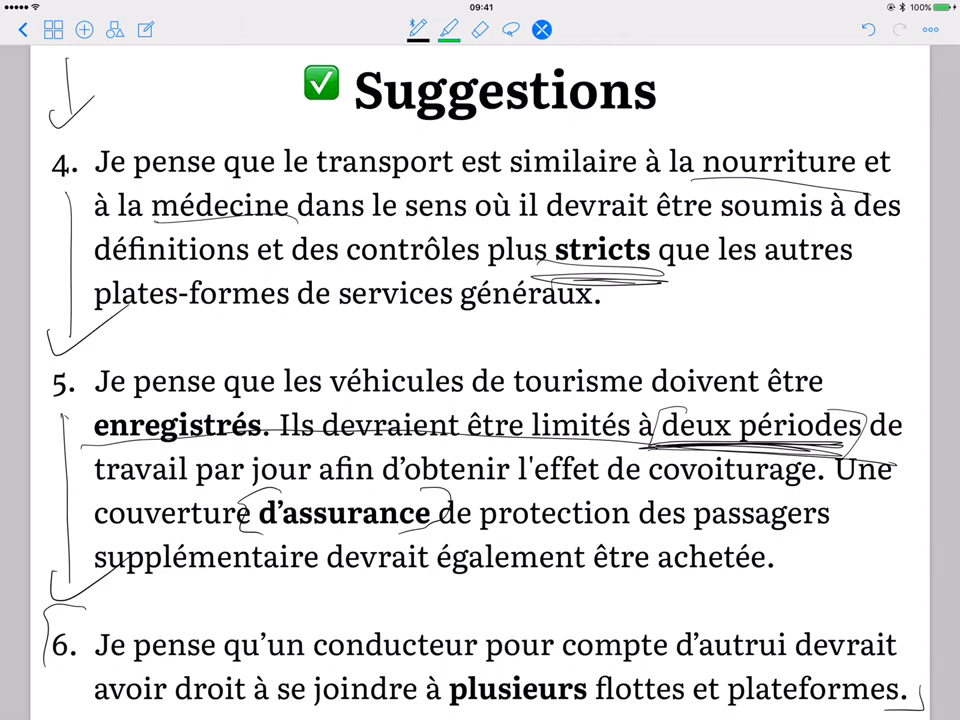 09:41
100%
✅ Suggestions
4. Je pense que le transport est similaire à la nourriture et
à la médecine dans le sens où il devrait être soumis à des
définitions et des contrôles plus stricts que les autres
plates-formes de services généraux.
5. Je pense que les véhicules de tourisme doivent être
enregistrés. Ils devraient être limités à deux périodes de
travail par jour afin d’obtenir l'effet de covoiturage. Une
couverture d’assurance de protection des passagers
supplémentaire devrait également être achetée.
6. Je pense qu’un conducteur pour compte d’autrui devrait
avoir droit à se joindre à plusieurs flottes et plateformes.